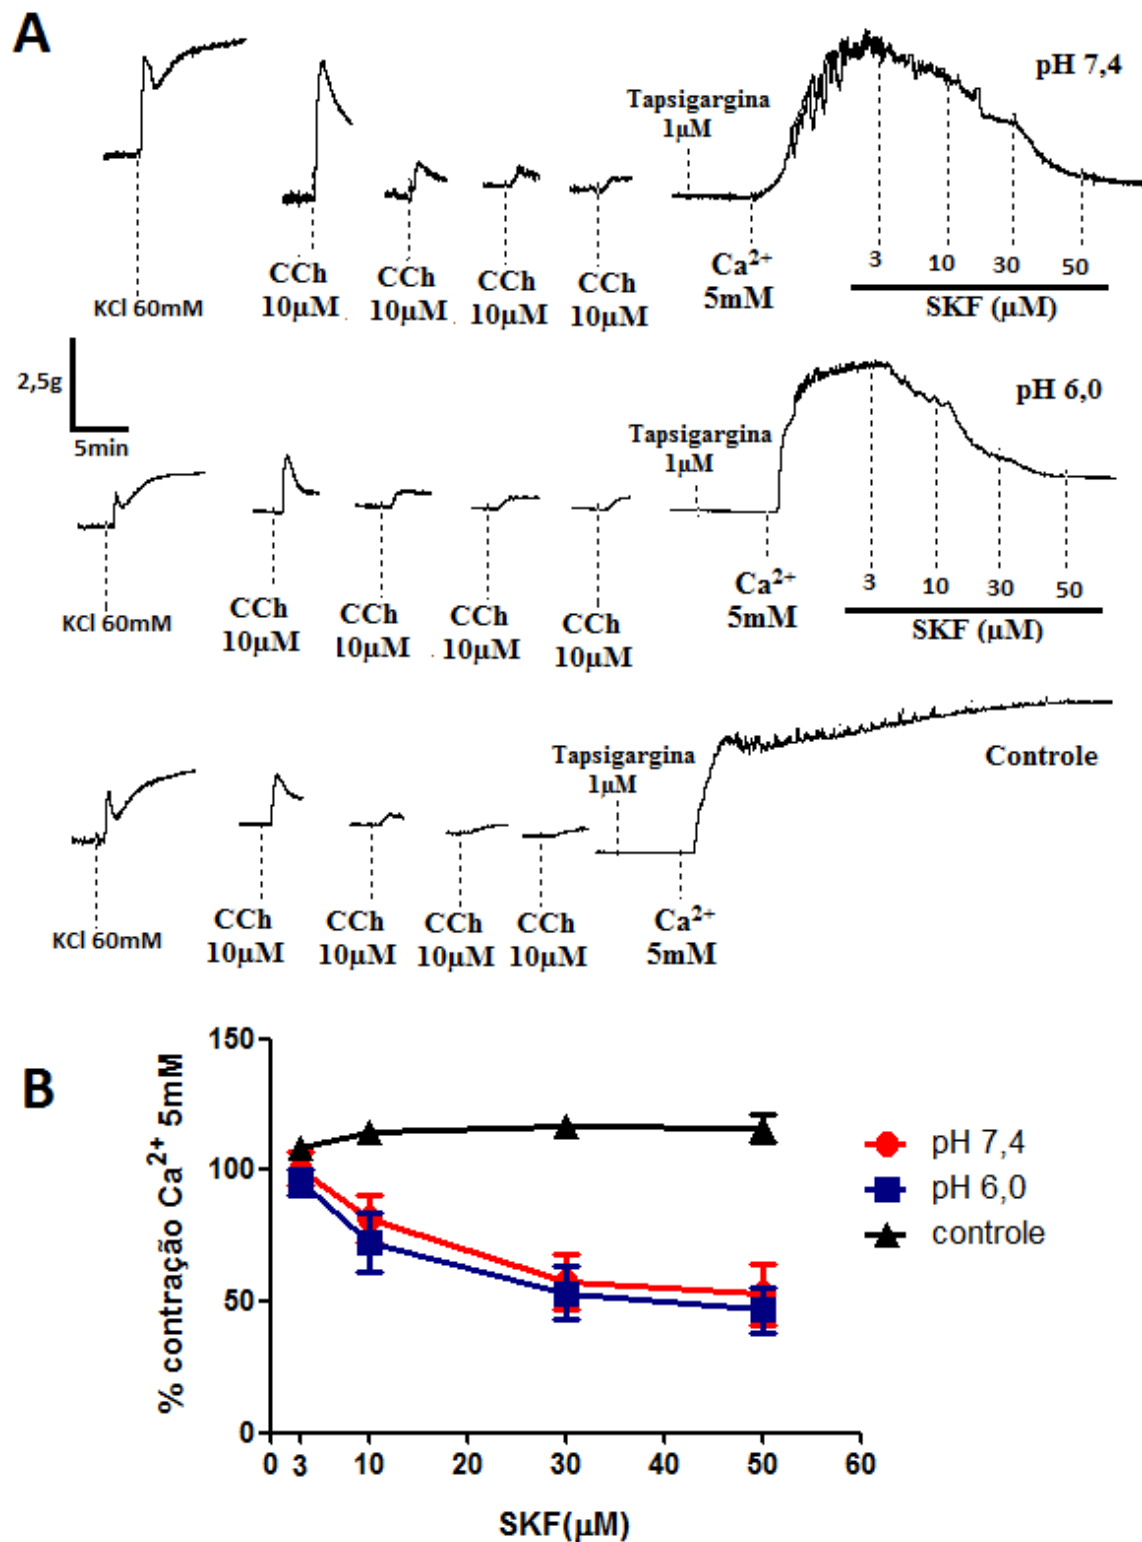 A
pH 7,4
Tapsigargina
1µM
KCl 60mM
CCh
10µM
CCh
10µM
CCh
10µM
CCh
10µM
Ca²⁺
5mM
3 10 30 50
SKF (µM)
2,5g
5min
pH 6,0
Tapsigargina
1µM
KCl 60mM
CCh
10µM
CCh
10µM
CCh
10µM
CCh
10µM
Ca²⁺
5mM
3 10 30 50
SKF (µM)
Controle
Tapsigargina
1µM
KCl 60mM
CCh
10µM
CCh
10µM
CCh
10µM
CCh
10µM
Ca²⁺
5mM
B
% contração Ca²⁺ 5mM
150
100
50
0
0 3 10 20 30 40 50 60
SKF(µM)
pH 7,4
pH 6,0
controle